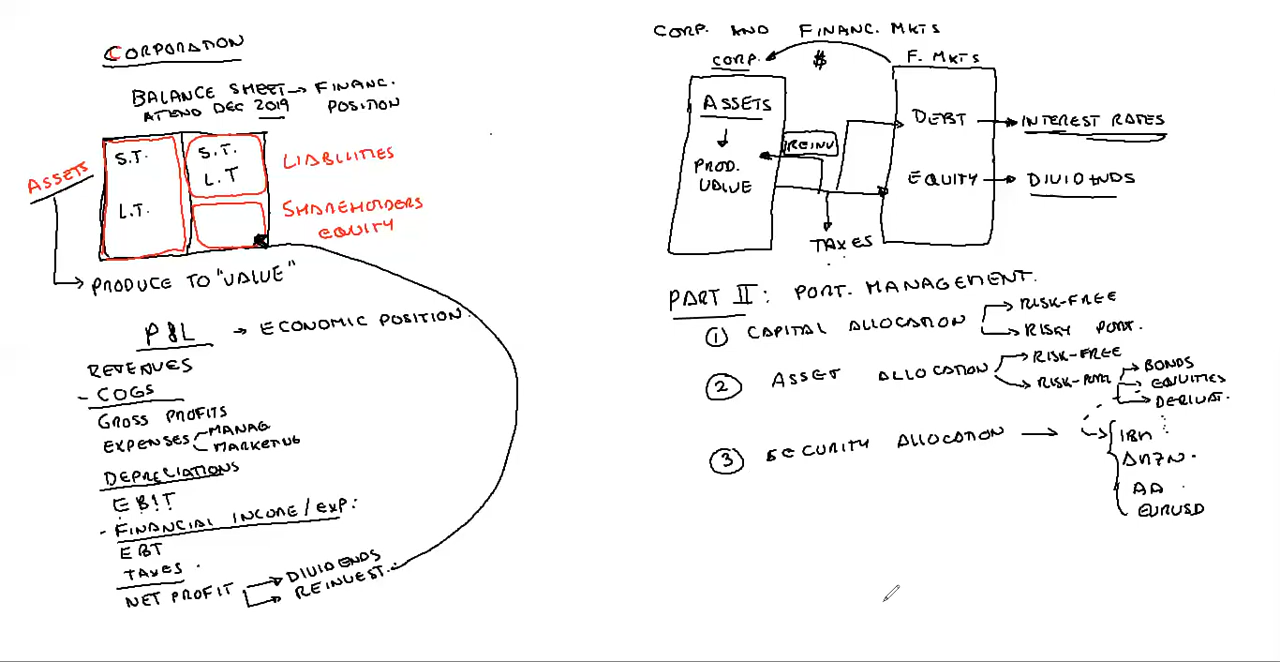 CORPORATION
BALANCE SHEET → FINANC.
AT END DEC 2019 POSITION
ASSETS
S.T.
L.T.
S.T.
L.T
LIABILITIES
SHAREHODERS
EQUITY
→ PRODUCE TO "VALUE"
P&L → ECONOMIC POSITION
REVENUES
- COGS
GROSS PROFITS
EXPENSES MANAG
MARKETING
DEPRECIATIONS
EBIT
- FINANCIAL INCOME/EXP:
EBT
TAXES
NET PROFIT → DIVIDENDS
→ REINVEST.
CORP. AND FINANC. MKTS
CORP. $ F. MKTS
ASSETS
PROD.
VALUE
REINV
TAXES
DEBT → INTEREST RATES
EQUITY → DIVIDENDS
PART II: PORT. MANAGEMENT.
① CAPITAL ALLOCATION → RISK-FREE
→ RISKY PORT.
② ASSET ALLOCATION → RISK-FREE
→ BONDS
→ EQUITIES
→ DERIVAT.
③ SECURITY ALLOCATION →
IBM
AMZN.
AA
EURUSD